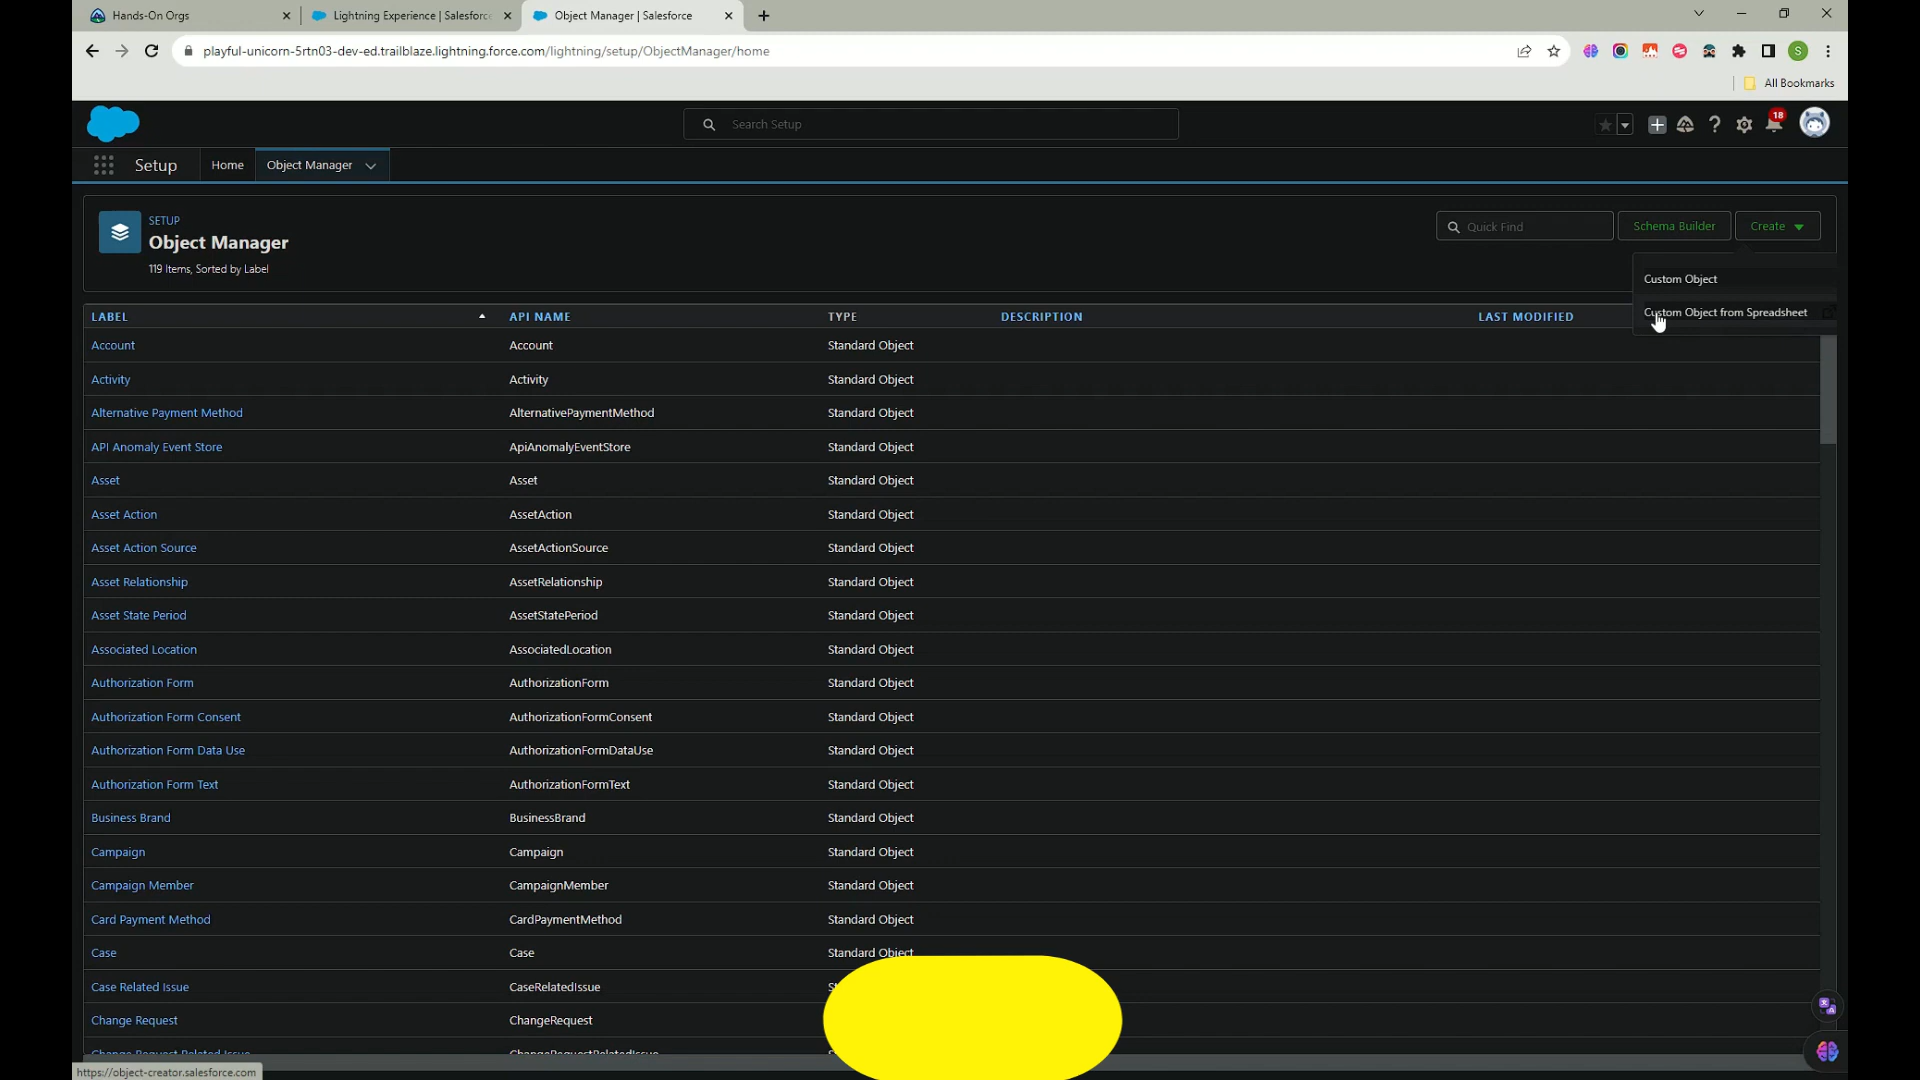 Hands-On Orgs
Lightning Experience | Salesforce
Object Manager | Salesforce
playful-unicorn-5rtn03-dev-ed.trailblaze.lightning.force.com/lightning/setup/ObjectManager/home
S
All Bookmarks
Search Setup
18
Setup
Home
Object Manager
SETUP
Object Manager
119 Items, Sorted by Label
Quick Find
Schema Builder
Create
Custom Object
Custom Object from Spreadsheet
LABEL API NAME TYPE DESCRIPTION LAST MODIFIED
Account Account Standard Object
Activity Activity Standard Object
Alternative Payment Method AlternativePaymentMethod Standard Object
API Anomaly Event Store ApiAnomalyEventStore Standard Object
Asset Asset Standard Object
Asset Action AssetAction Standard Object
Asset Action Source AssetActionSource Standard Object
Asset Relationship AssetRelationship Standard Object
Asset State Period AssetStatePeriod Standard Object
Associated Location AssociatedLocation Standard Object
Authorization Form AuthorizationForm Standard Object
Authorization Form Consent AuthorizationFormConsent Standard Object
Authorization Form Data Use AuthorizationFormDataUse Standard Object
Authorization Form Text AuthorizationFormText Standard Object
Business Brand BusinessBrand Standard Object
Campaign Campaign Standard Object
Campaign Member CampaignMember Standard Object
Card Payment Method CardPaymentMethod Standard Object
Case Case Standard Object
Case Related Issue CaseRelatedIssue
Change Request ChangeRequest
Change Request Related Issue ChangeRequestRelatedIssue
https://object-creator.salesforce.com